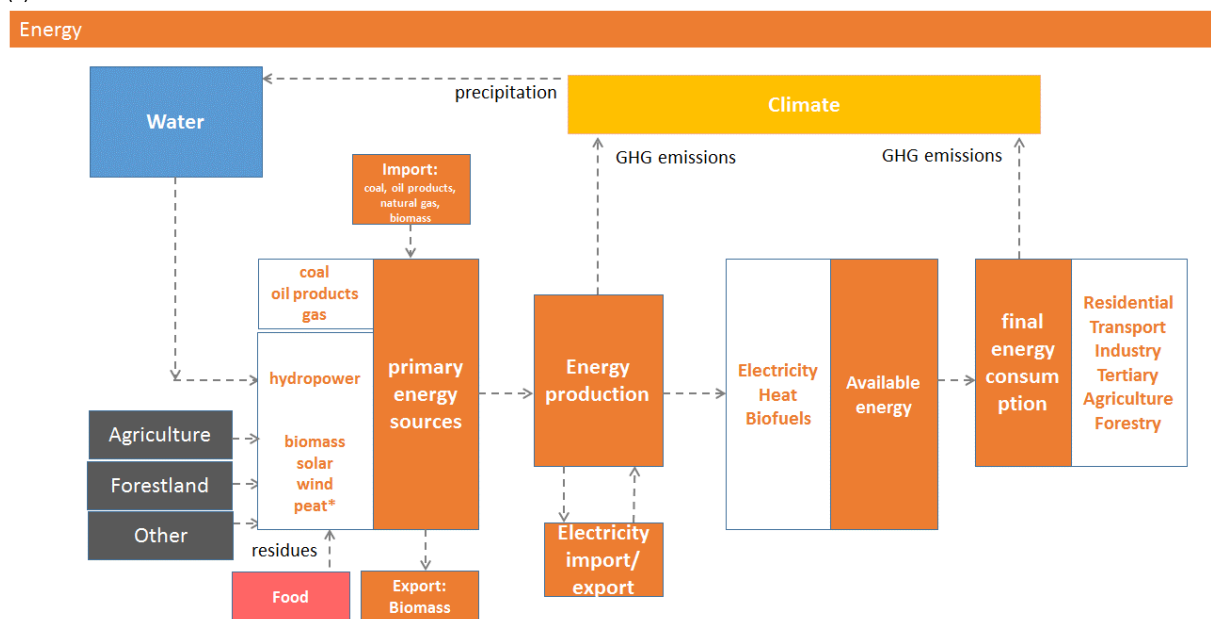 Energy
precipitation
Climate
Water
GHG emissions
GHG emissions
Import:
coal, oil products,
natural gas,
biomass
coal
oil products
gas
hydropower
biomass
solar
wind
peat*
primary
energy
sources
Energy
production
Electricity
Heat
Biofuels
Available
energy
final
energy
consum
ption
Residential
Transport
Industry
Tertiary
Agriculture
Forestry
Agriculture
Forestland
Other
residues
Food
Export:
Biomass
Electricity
import/
export